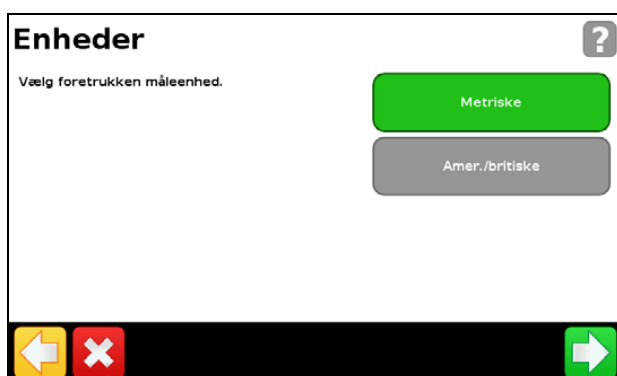 Enheder
?
Vælg foretrukken måleenhed.
Metriske
Amer./britiske